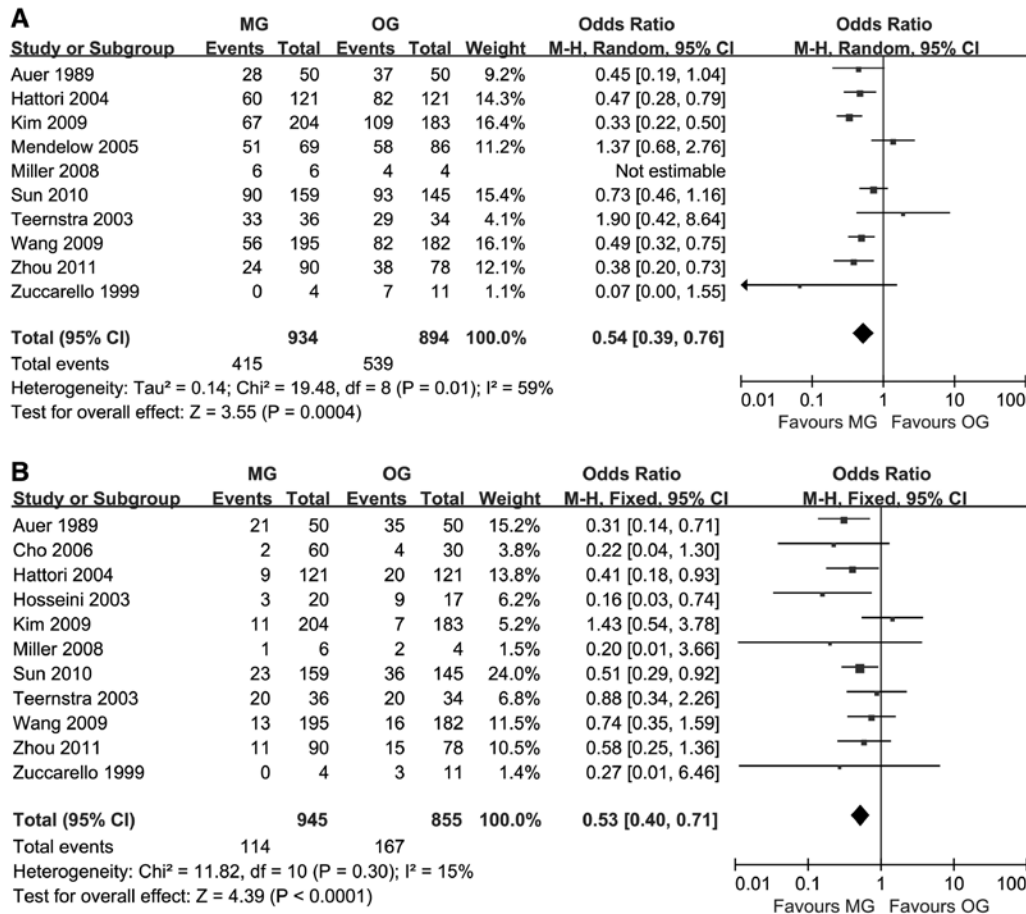 A
MG OG Odds Ratio Odds Ratio
Study or Subgroup Events Total Events Total Weight M-H, Random, 95% CI M-H, Random, 95% CI
Auer 1989 28 50 37 50 9.2% 0.45 [0.19, 1.04]
Hattori 2004 60 121 82 121 14.3% 0.47 [0.28, 0.79]
Kim 2009 67 204 109 183 16.4% 0.33 [0.22, 0.50]
Mendelow 2005 51 69 58 86 11.2% 1.37 [0.68, 2.76]
Miller 2008 6 6 4 4 Not estimable
Sun 2010 90 159 93 145 15.4% 0.73 [0.46, 1.16]
Teernstra 2003 33 36 29 34 4.1% 1.90 [0.42, 8.64]
Wang 2009 56 195 82 182 16.1% 0.49 [0.32, 0.75]
Zhou 2011 24 90 38 78 12.1% 0.38 [0.20, 0.73]
Zuccarello 1999 0 4 7 11 1.1% 0.07 [0.00, 1.55]
Total (95% CI) 934 894 100.0% 0.54 [0.39, 0.76]
Total events 415 539
Heterogeneity: Tau² = 0.14; Chi² = 19.48, df = 8 (P = 0.01); I² = 59%
Test for overall effect: Z = 3.55 (P = 0.0004)
0.01 0.1 1 10 100
Favours MG Favours OG
B
MG OG Odds Ratio Odds Ratio
Study or Subgroup Events Total Events Total Weight M-H, Fixed, 95% CI M-H, Fixed, 95% CI
Auer 1989 21 50 35 50 15.2% 0.31 [0.14, 0.71]
Cho 2006 2 60 4 30 3.8% 0.22 [0.04, 1.30]
Hattori 2004 9 121 20 121 13.8% 0.41 [0.18, 0.93]
Hosseini 2003 3 20 9 17 6.2% 0.16 [0.03, 0.74]
Kim 2009 11 204 7 183 5.2% 1.43 [0.54, 3.78]
Miller 2008 1 6 2 4 1.5% 0.20 [0.01, 3.66]
Sun 2010 23 159 36 145 24.0% 0.51 [0.29, 0.92]
Teernstra 2003 20 36 20 34 6.8% 0.88 [0.34, 2.26]
Wang 2009 13 195 16 182 11.5% 0.74 [0.35, 1.59]
Zhou 2011 11 90 15 78 10.5% 0.58 [0.25, 1.36]
Zuccarello 1999 0 4 3 11 1.4% 0.27 [0.01, 6.46]
Total (95% CI) 945 855 100.0% 0.53 [0.40, 0.71]
Total events 114 167
Heterogeneity: Chi² = 11.82, df = 10 (P = 0.30); I² = 15%
Test for overall effect: Z = 4.39 (P < 0.0001)
0.01 0.1 1 10 100
Favours MG Favours OG